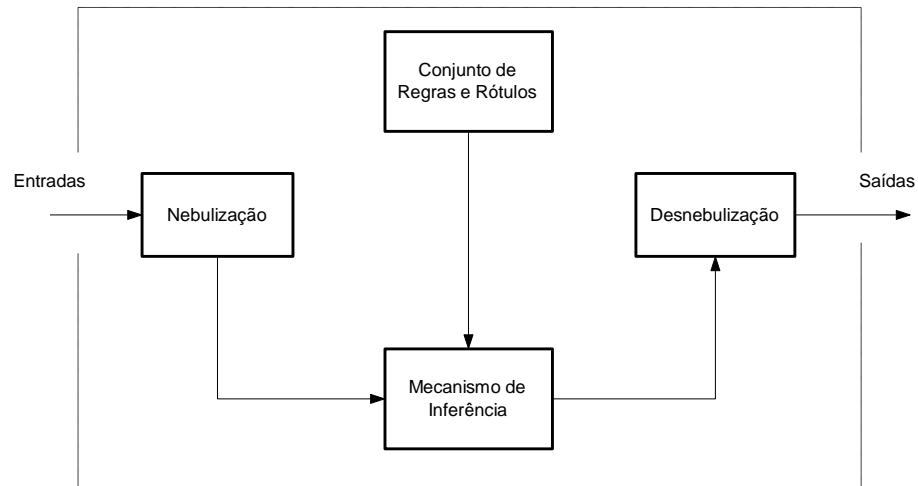 Conjunto de
Regras e Rótulos
Entradas
Nebulização
Desnebulização
Saídas
Mecanismo de
Inferência